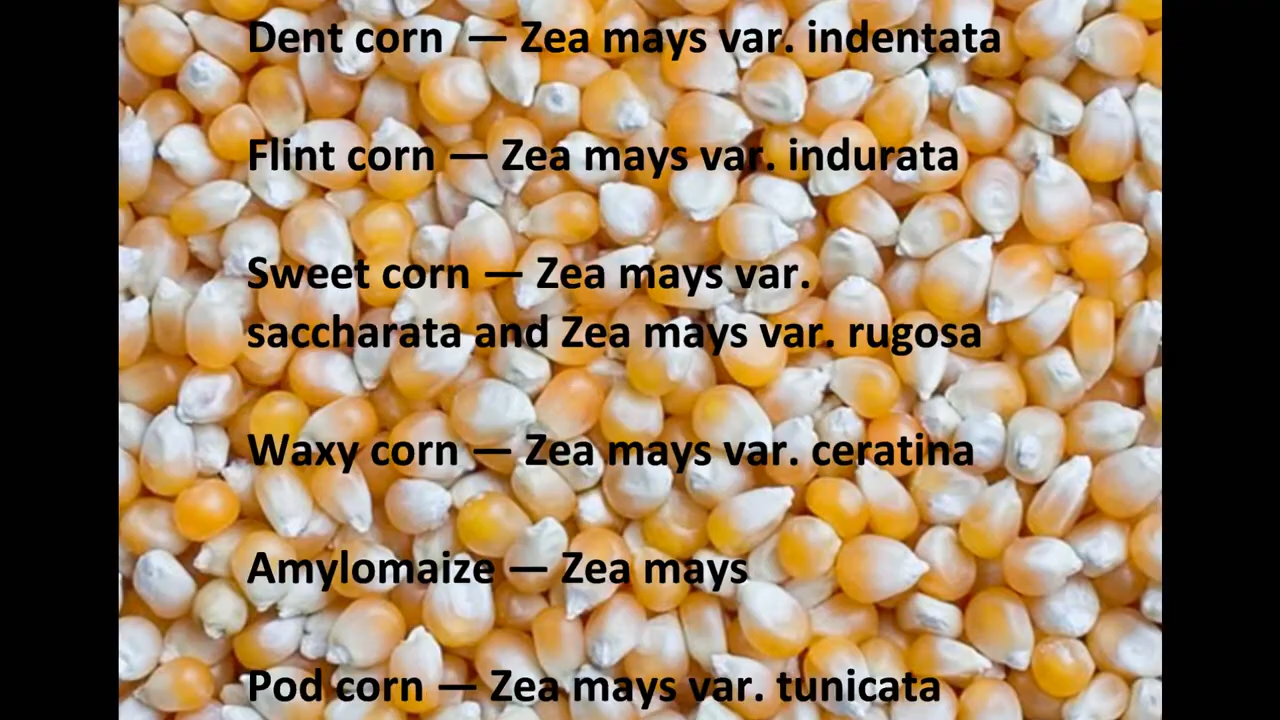 Dent corn — Zea mays var. indentata
Flint corn — Zea mays var. indurata
Sweet corn — Zea mays var.
saccharata and Zea mays var. rugosa
Waxy corn — Zea mays var. ceratina
Amylomaize — Zea mays
Pod corn — Zea mays var. tunicata